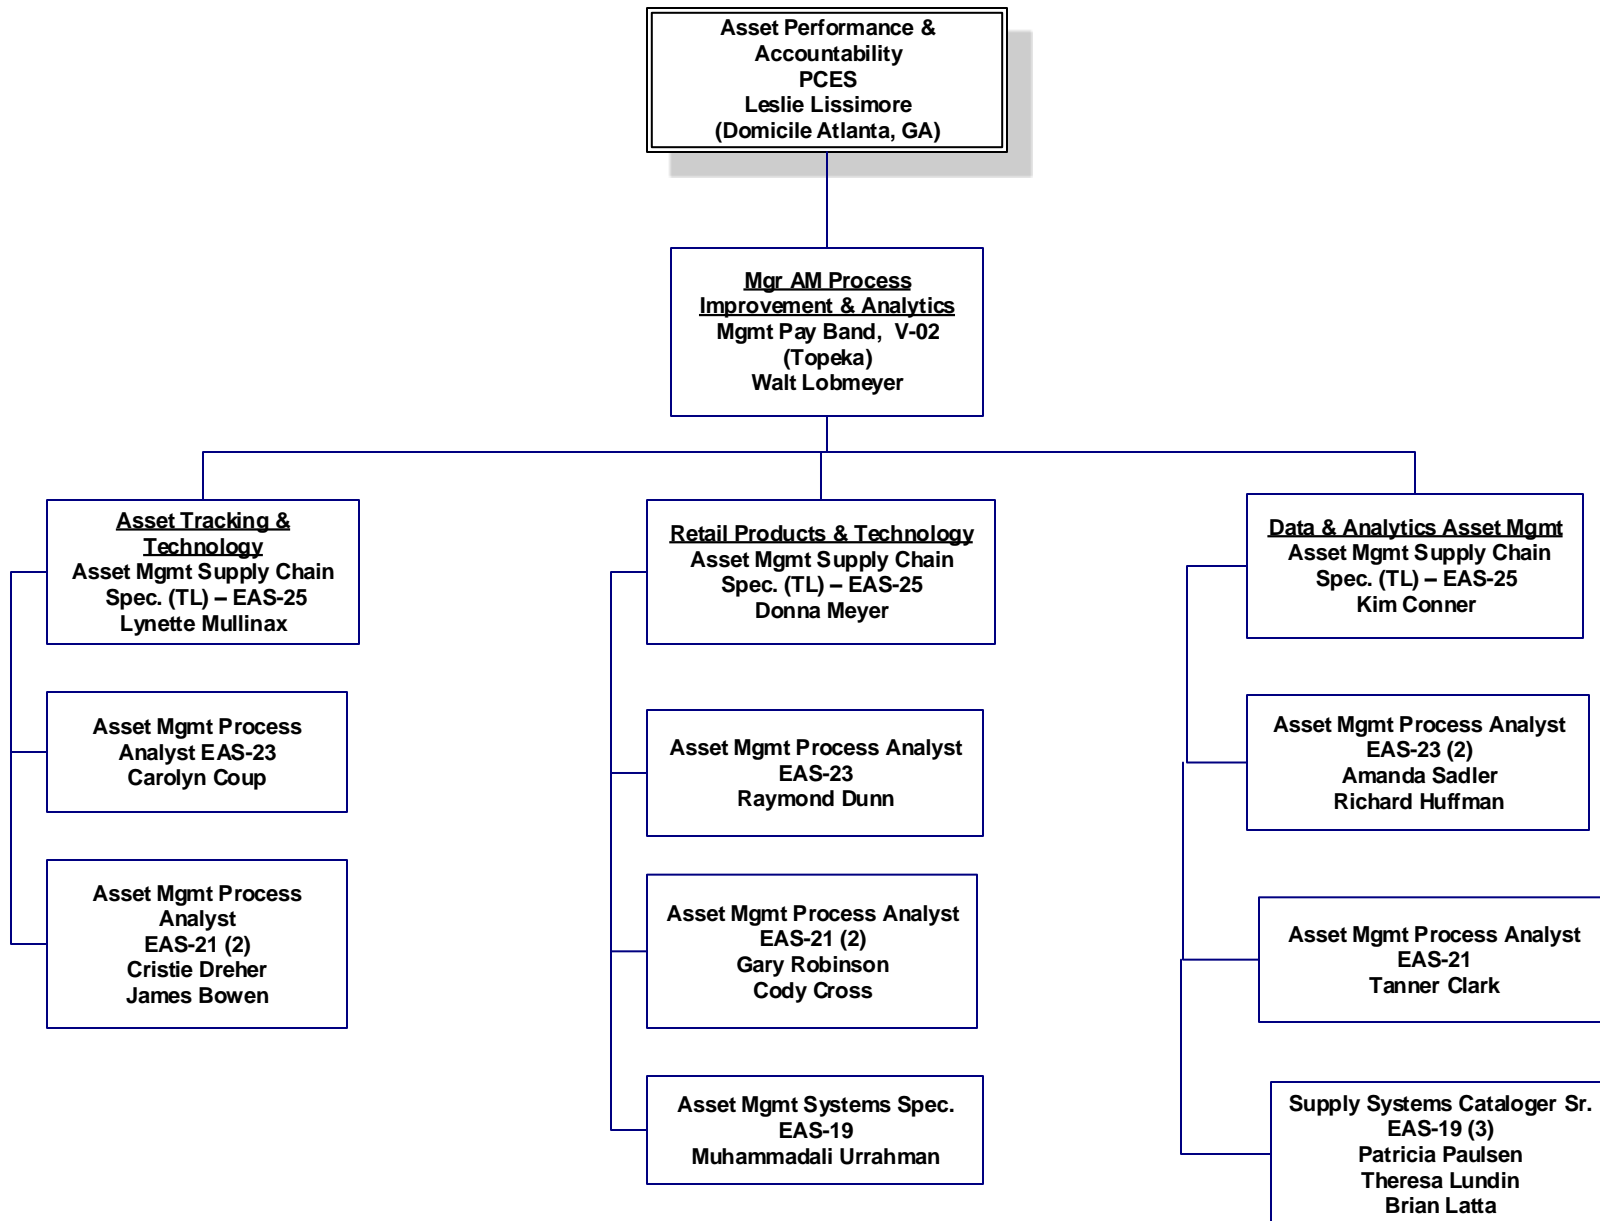 Asset Performance &
Accountability
PCES
Leslie Lissimore
(Domicile Atlanta, GA)
Mgr AM Process
Improvement & Analytics
Mgmt Pay Band, V-02
(Topeka)
Walt Lobmeyer
Asset Tracking &
Technology
Asset Mgmt Supply Chain
Spec. (TL) – EAS-25
Lynette Mullinax
Asset Mgmt Process
Analyst EAS-23
Carolyn Coup
Asset Mgmt Process
Analyst
EAS-21 (2)
Cristie Dreher
James Bowen
Retail Products & Technology
Asset Mgmt Supply Chain
Spec. (TL) – EAS-25
Donna Meyer
Asset Mgmt Process Analyst
EAS-23
Raymond Dunn
Asset Mgmt Process Analyst
EAS-21 (2)
Gary Robinson
Cody Cross
Asset Mgmt Systems Spec.
EAS-19
Muhammadali Urrahman
Data & Analytics Asset Mgmt
Asset Mgmt Supply Chain
Spec. (TL) – EAS-25
Kim Conner
Asset Mgmt Process Analyst
EAS-23 (2)
Amanda Sadler
Richard Huffman
Asset Mgmt Process Analyst
EAS-21
Tanner Clark
Supply Systems Cataloger Sr.
EAS-19 (3)
Patricia Paulsen
Theresa Lundin
Brian Latta